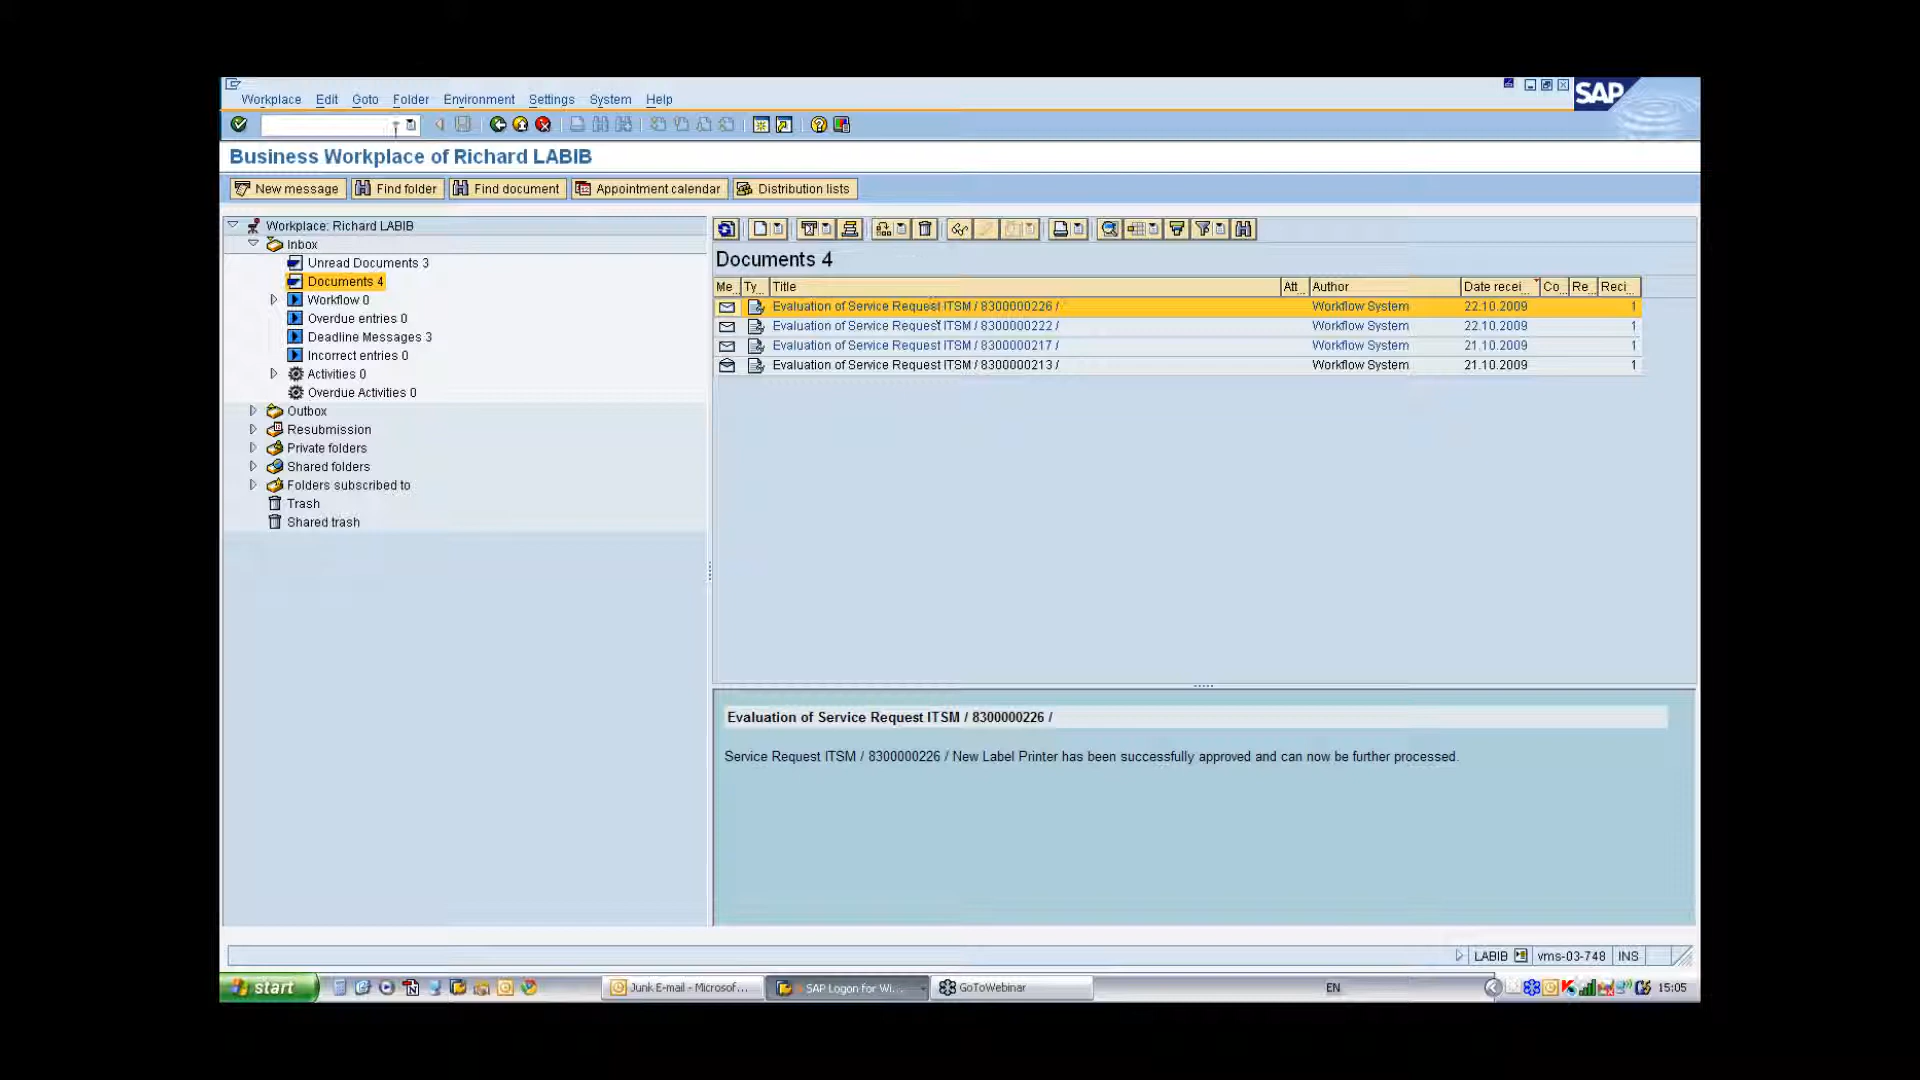 Workplace Edit Goto Folder Environment Settings System Help
SAP
Business Workplace of Richard LABIB
New message Find folder Find document Appointment calendar Distribution lists
Workplace: Richard LABIB
Inbox
Unread Documents 3
Documents 4
Workflow 0
Overdue entries 0
Deadline Messages 3
Incorrect entries 0
Activities 0
Overdue Activities 0
Outbox
Resubmission
Private folders
Shared folders
Folders subscribed to
Trash
Shared trash
Documents 4
Me... Ty... Title Att... Author Date recei... Co... Re... Reci...
Evaluation of Service Request ITSM / 8300000226 / Workflow System 22.10.2009 1
Evaluation of Service Request ITSM / 8300000222 / Workflow System 22.10.2009 1
Evaluation of Service Request ITSM / 8300000217 / Workflow System 21.10.2009 1
Evaluation of Service Request ITSM / 8300000213 / Workflow System 21.10.2009 1
Evaluation of Service Request ITSM / 8300000226 /
Service Request ITSM / 8300000226 / New Label Printer has been successfully approved and can now be further processed.
LABIB vms-03-748 INS
start Junk E-mail - Microsof... SAP Logon for Wi... GoToWebinar EN 15:05